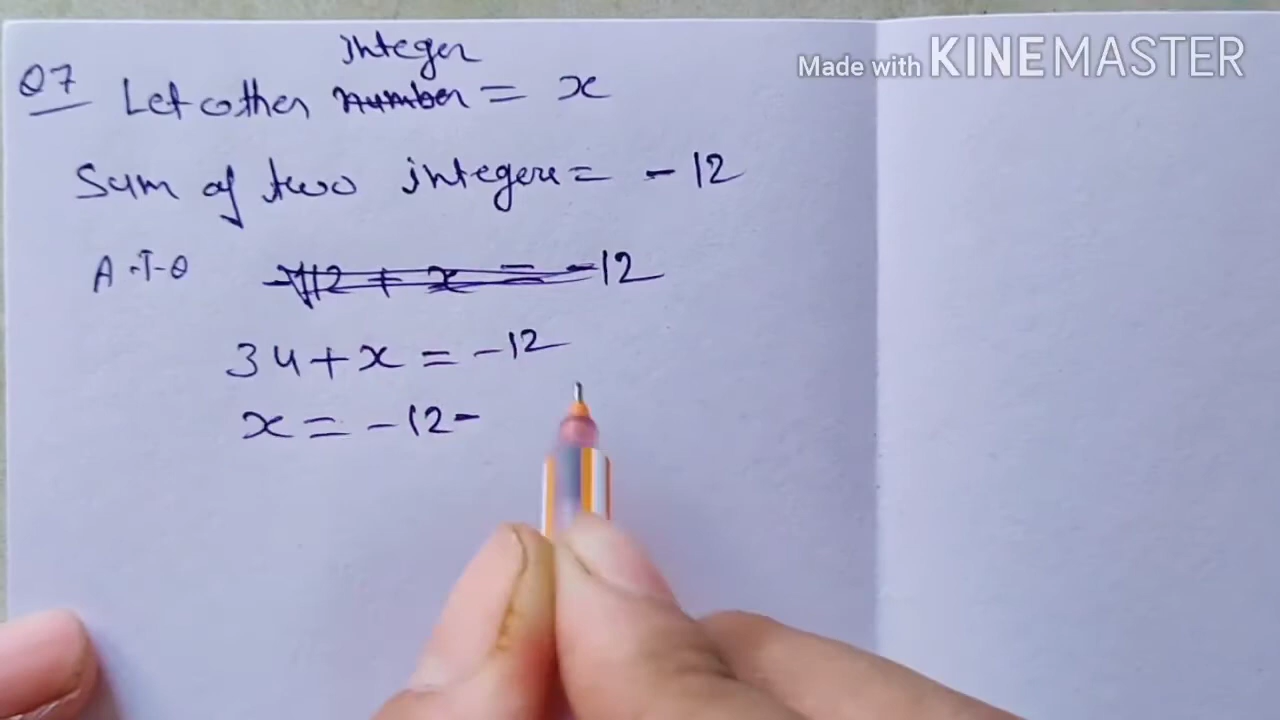 integer
Q7 Let other number = x
Sum of two integers = -12
A.T-Q -12 + x = -12
34 + x = -12
x = -12 -
Made with KINEMASTER